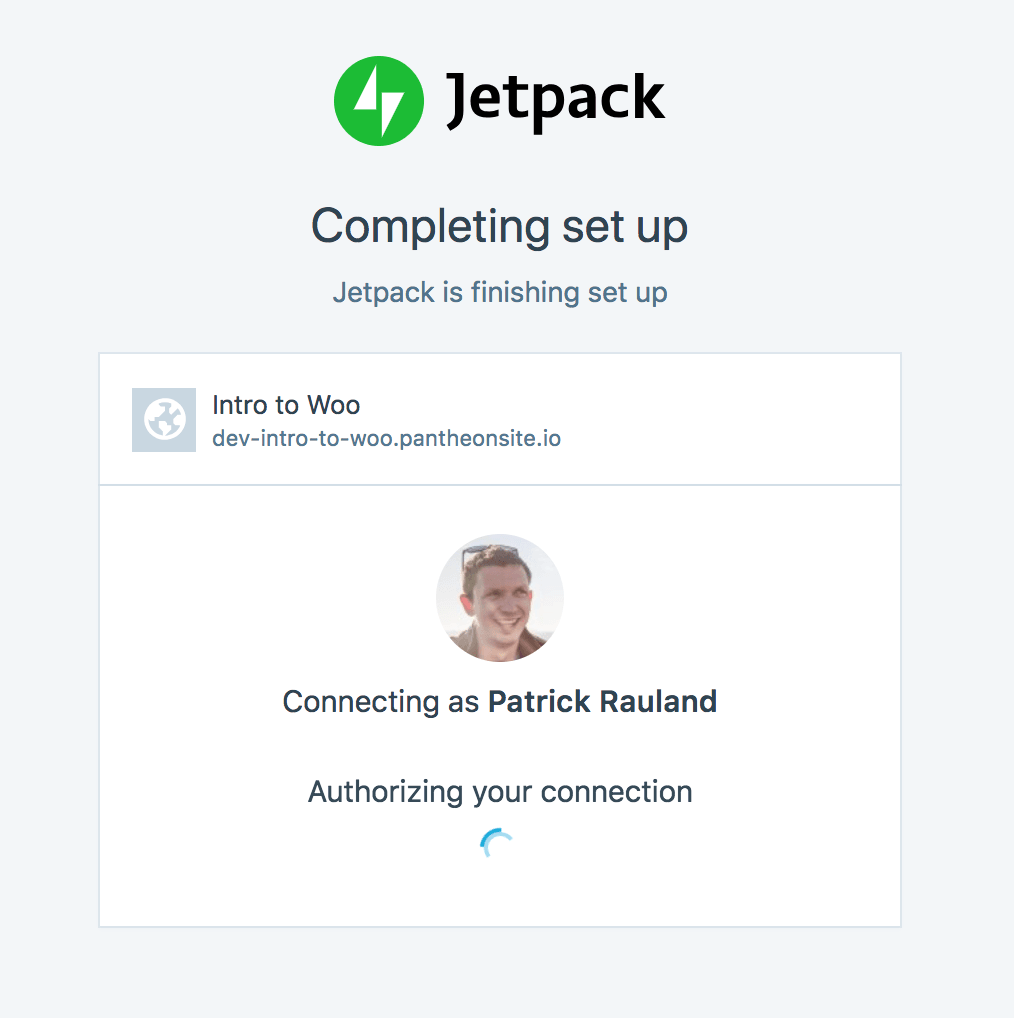 Jetpack
Completing set up
Jetpack is finishing set up
Intro to Woo
dev-intro-to-woo.pantheonsite.io
Connecting as Patrick Rauland
Authorizing your connection